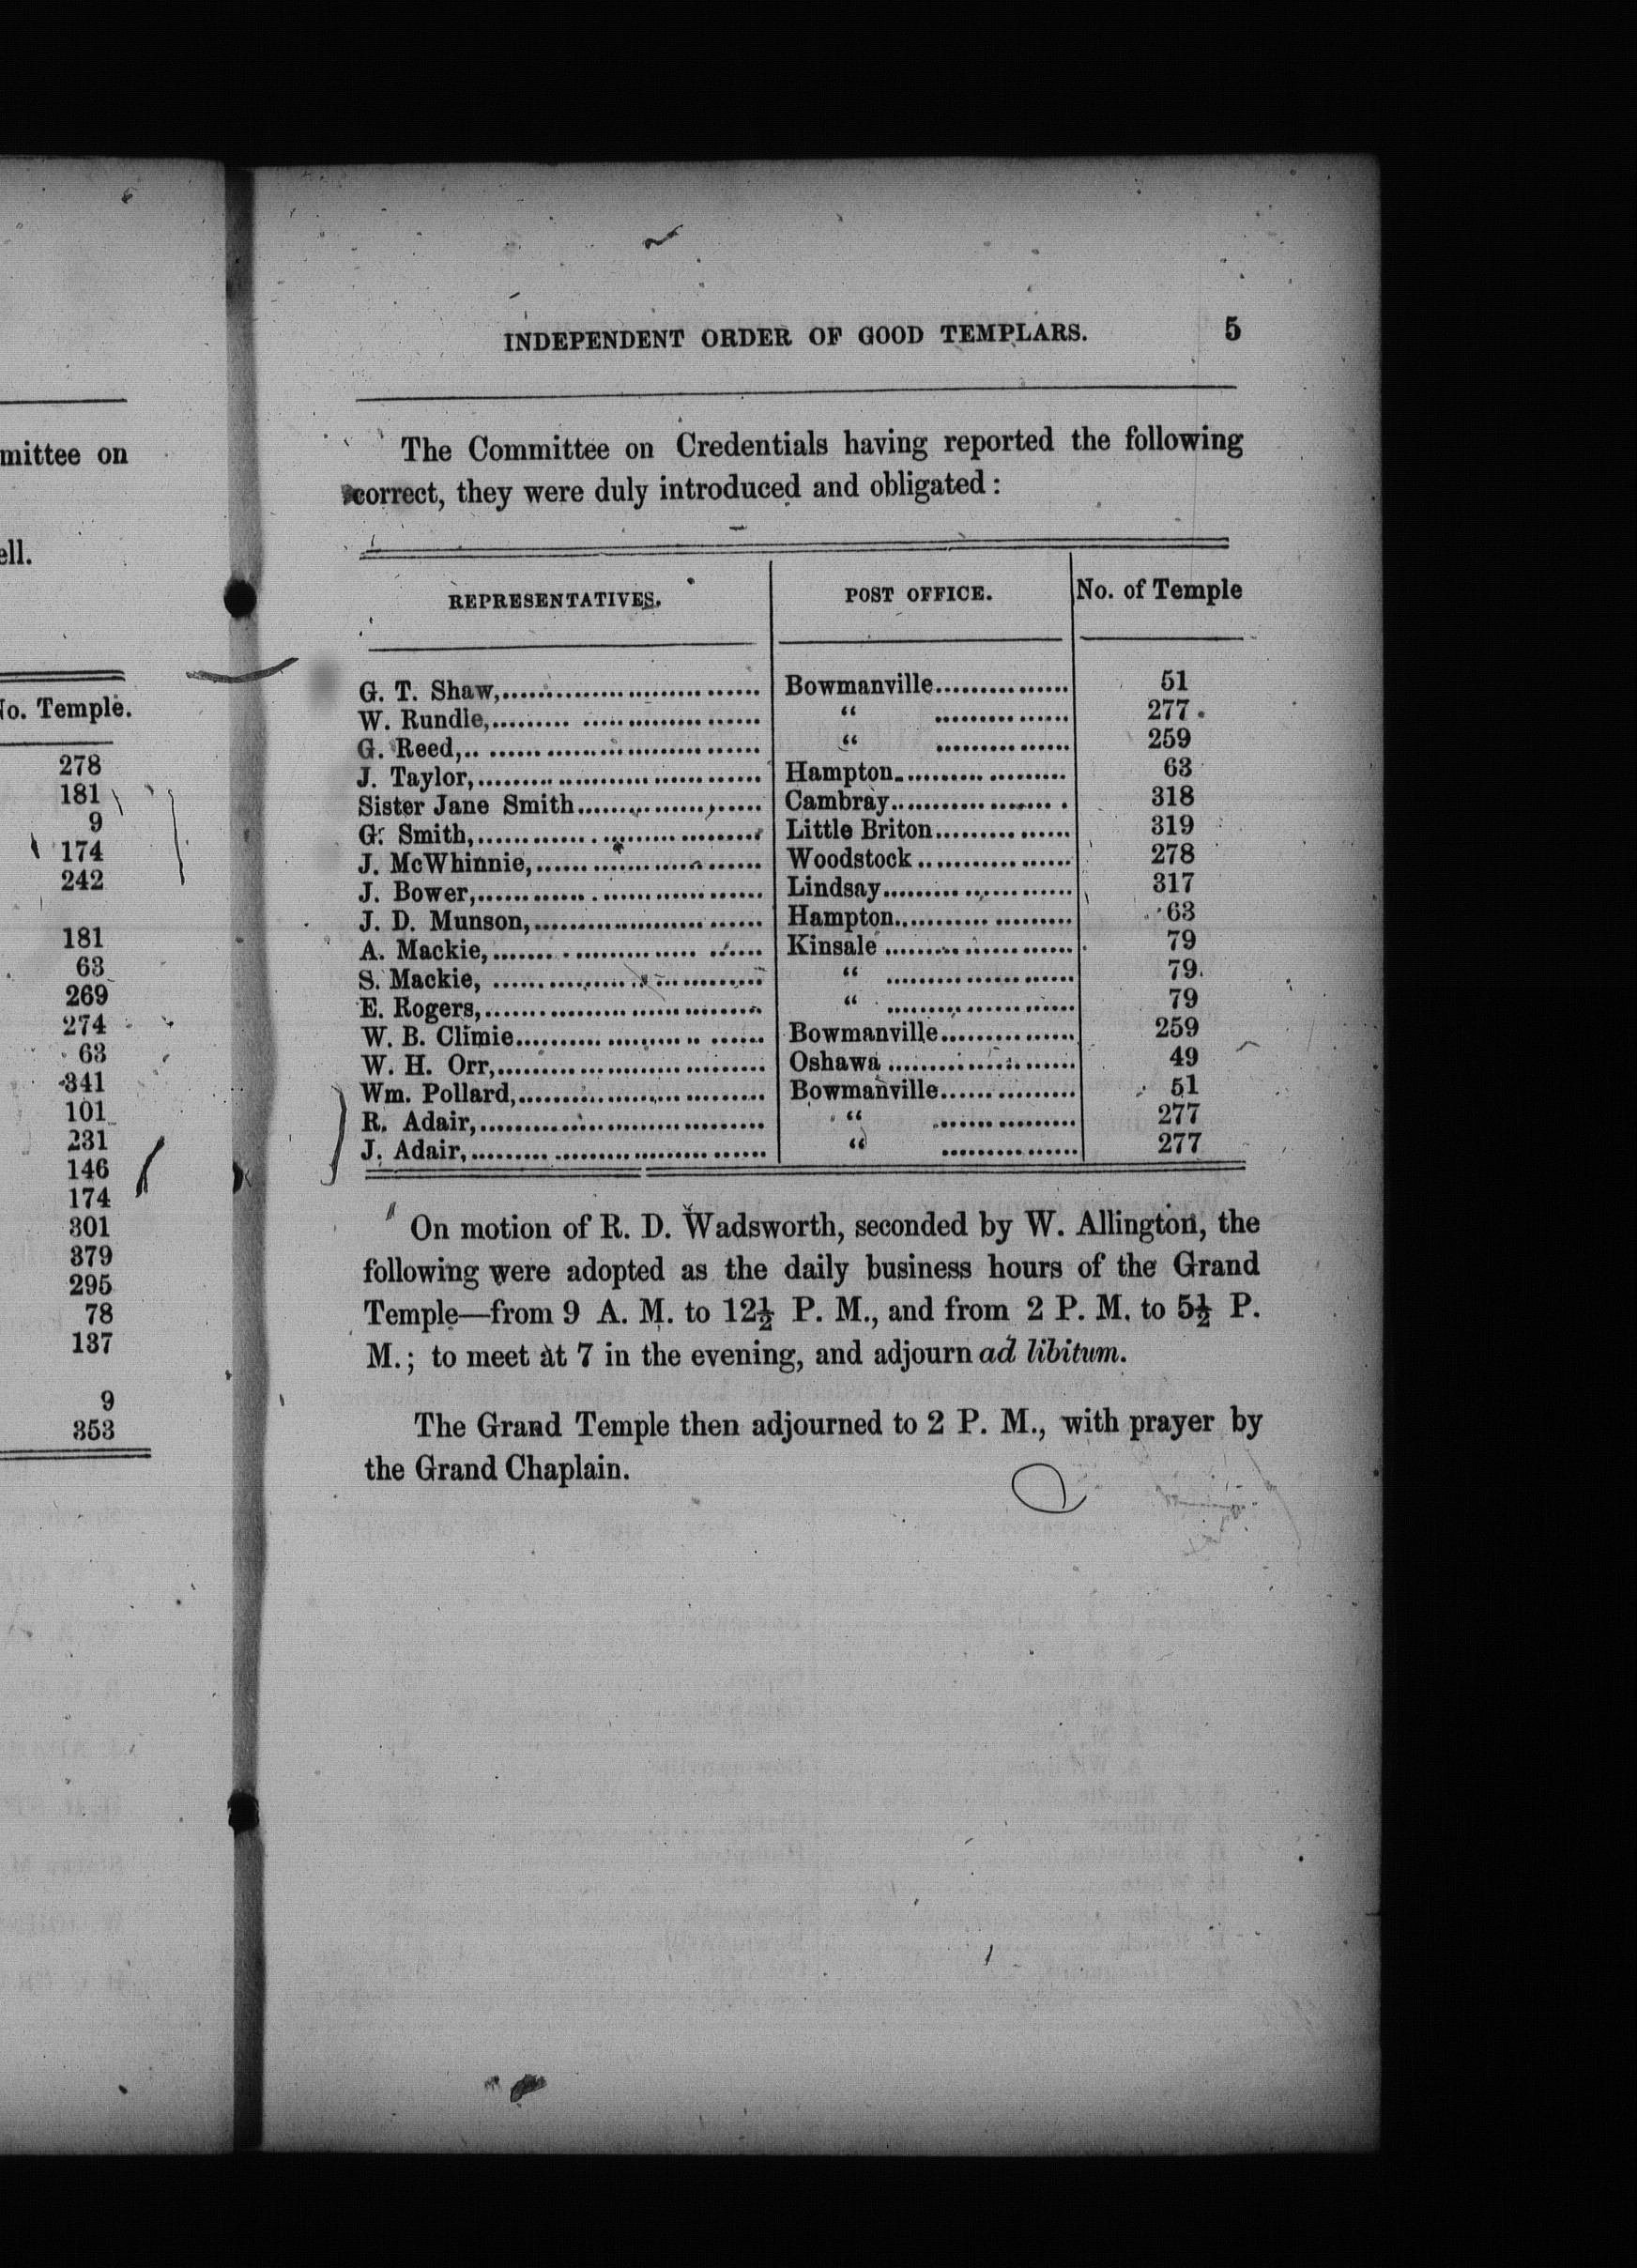 mittee on
ell.
No. Temple.
278
181
9
174
242
181
63
269
274
63
341
101
231
146
174
301
379
295
78
137
9
353
INDEPENDENT ORDER OF GOOD TEMPLARS. 5
The Committee on Credentials having reported the following
correct, they were duly introduced and obligated:
REPRESENTATIVES. POST OFFICE. No. of Temple
G. T. Shaw, Bowmanville 51
W. Rundle, “ 277
G. Reed, “ 259
J. Taylor, Hampton 63
Sister Jane Smith Cambray 318
G. Smith, Little Briton 319
J. McWhinnie, Woodstock 278
J. Bower, Lindsay 317
J. D. Munson, Hampton 63
A. Mackie, Kinsale 79
S. Mackie, “ 79
E. Rogers, “ 79
W. B. Climie Bowmanville 259
W. H. Orr, Oshawa 49
Wm. Pollard, Bowmanville 51
R. Adair, “ 277
J. Adair, “ 277
On motion of R. D. Wadsworth, seconded by W. Allington, the
following were adopted as the daily business hours of the Grand
Temple—from 9 A. M. to 12½ P. M., and from 2 P. M. to 5½ P.
M.; to meet at 7 in the evening, and adjourn ad libitum.
The Grand Temple then adjourned to 2 P. M., with prayer by
the Grand Chaplain.